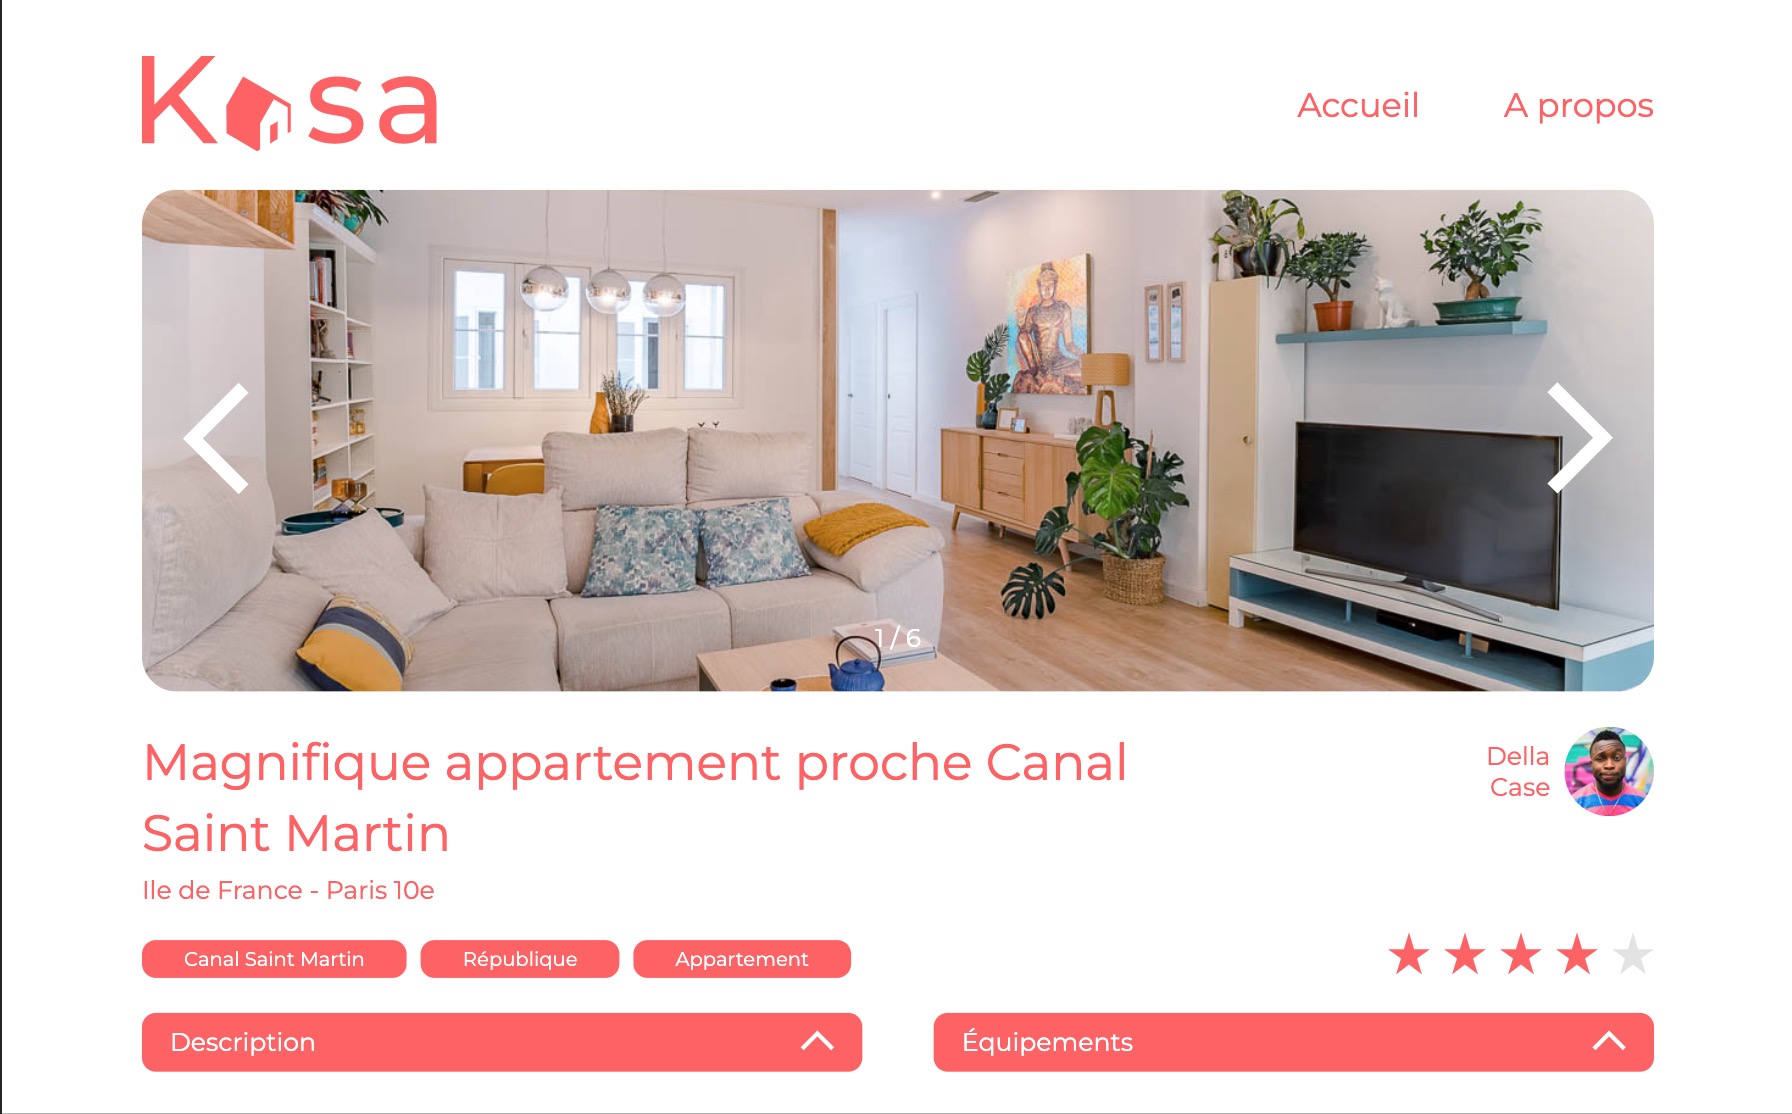 Kasa
Accueil
A propos
1 / 6
Magnifique appartement proche Canal
Saint Martin
Della
Case
Ile de France - Paris 10e
Canal Saint Martin
République
Appartement
Description
Équipements